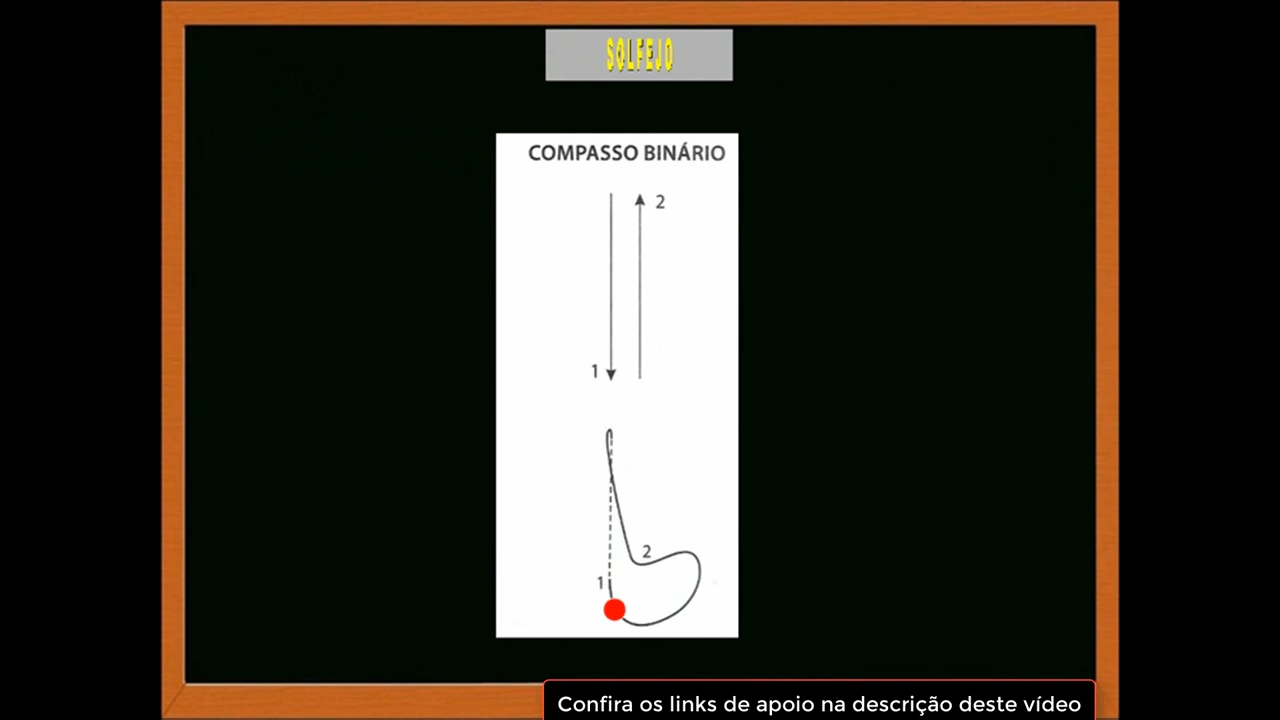 SOLFEJO
COMPASSO BINÁRIO
2
1
2
1
Confira os links de apoio na descrição deste vídeo